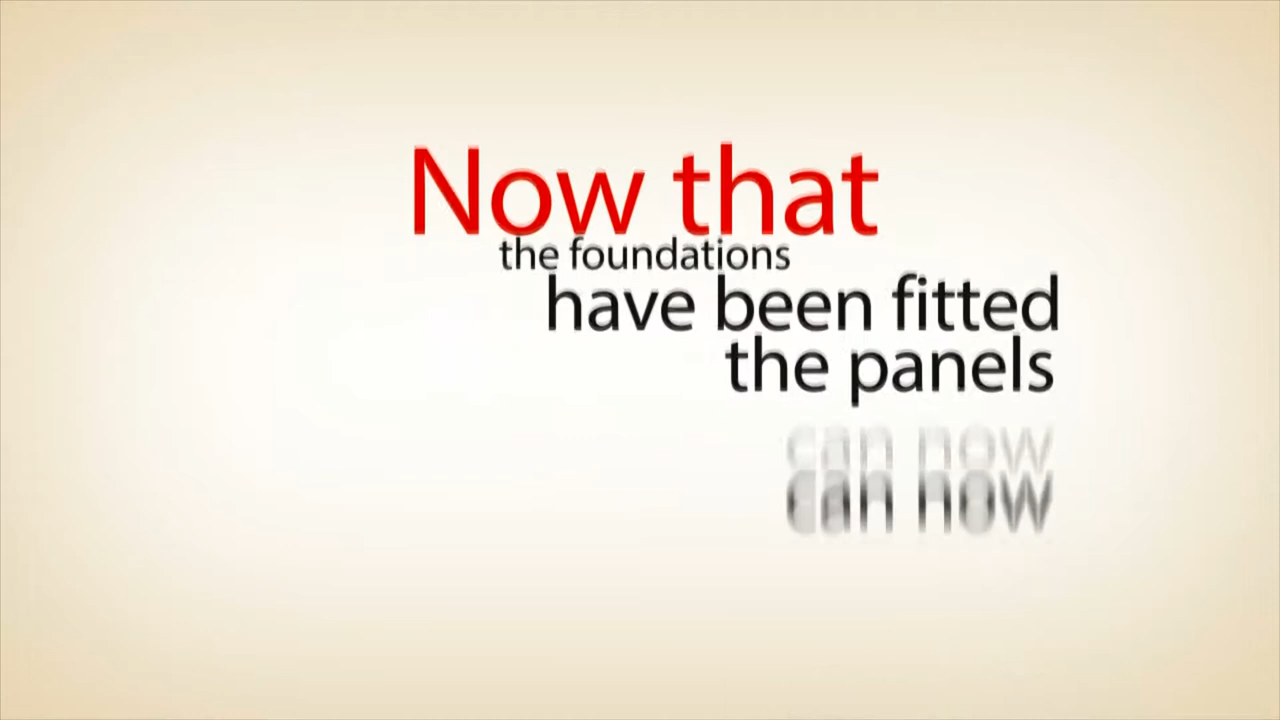 Now that
the foundations
have been fitted
the panels
can now